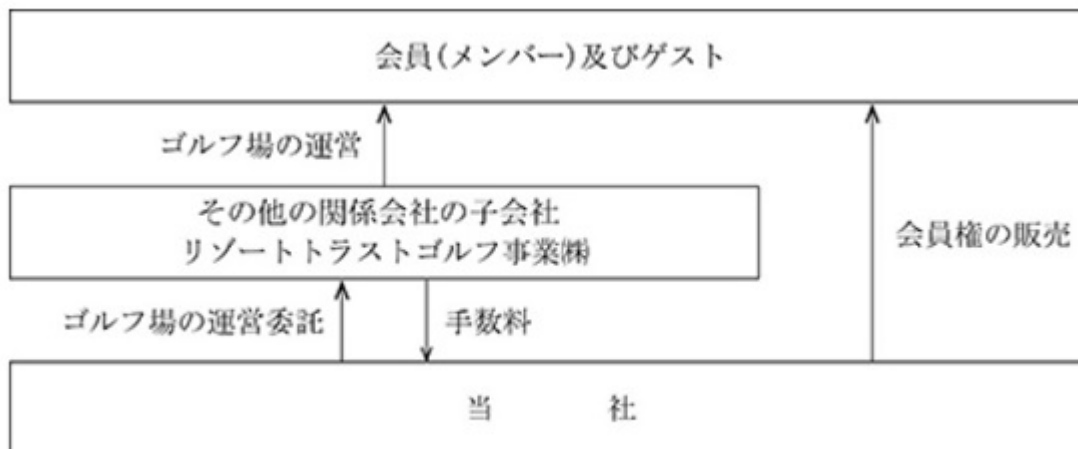 会員(メンバー)及びゲスト
ゴルフ場の運営
その他の関係会社の子会社
リゾートトラストゴルフ事業㈱
会員権の販売
ゴルフ場の運営委託
手数料
当社